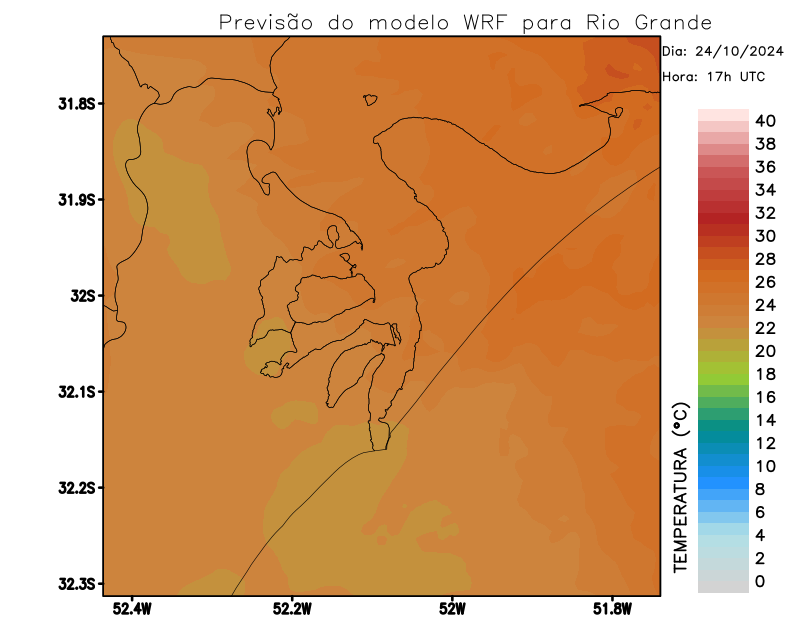 Previsão do modelo WRF para Rio Grande
Dia: 24/10/2024
Hora: 17h UTC
31.8S
31.9S
32S
32.1S
32.2S
32.3S
52.4W
52.2W
52W
51.8W
TEMPERATURA (°C)
40
38
36
34
32
30
28
26
24
22
20
18
16
14
12
10
8
6
4
2
0